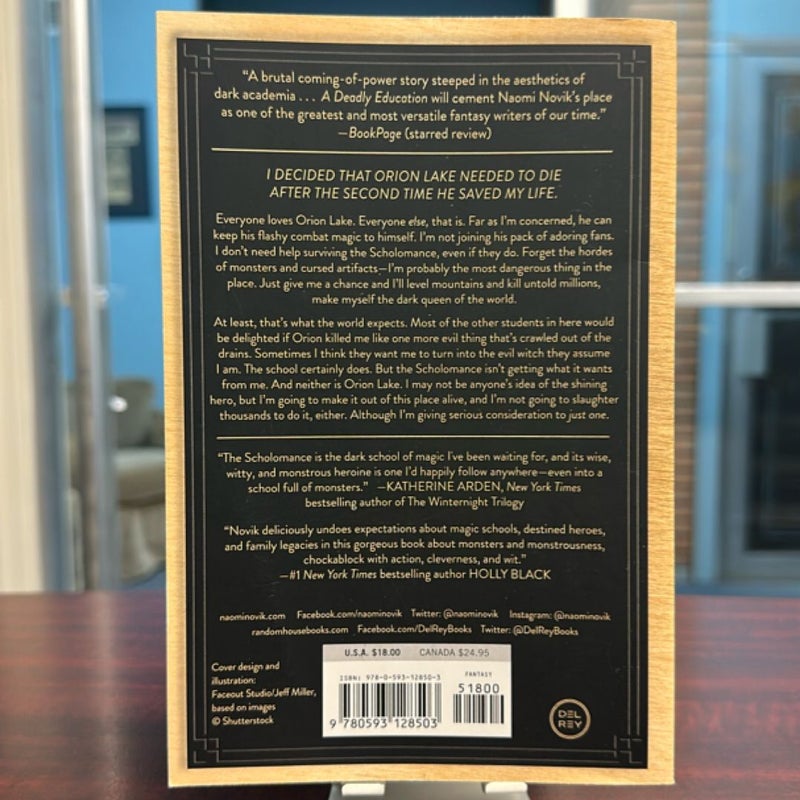 “A brutal coming-of-power story steeped in the aesthetics of
dark academia . . . A Deadly Education will cement Naomi Novik’s place
as one of the greatest and most versatile fantasy writers of our time.”
—BookPage (starred review)
I DECIDED THAT ORION LAKE NEEDED TO DIE
AFTER THE SECOND TIME HE SAVED MY LIFE.
Everyone loves Orion Lake. Everyone else, that is. Far as I’m concerned, he can
keep his flashy combat magic to himself. I’m not joining his pack of adoring fans.
I don’t need help surviving the Scholomance, even if they do. Forget the hordes
of monsters and cursed artifacts—I’m probably the most dangerous thing in the
place. Just give me a chance and I’ll level mountains and kill untold millions,
make myself the dark queen of the world.
At least, that’s what the world expects. Most of the other students in here would
be delighted if Orion killed me like one more evil thing that’s crawled out of the
drains. Sometimes I think they want me to turn into the evil witch they assume
I am. The school certainly does. But the Scholomance isn’t getting what it wants
from me. And neither is Orion Lake. I may not be anyone’s idea of the shining
hero, but I’m going to make it out of this place alive, and I’m not going to slaughter
thousands to do it, either. Although I’m giving serious consideration to just one.
“The Scholomance is the dark school of magic I’ve been waiting for, and its wise,
witty, and monstrous heroine is one I’d happily follow anywhere—even into a
school full of monsters.” —KATHERINE ARDEN, New York Times
bestselling author of The Winternight Trilogy
“Novik deliciously undoes expectations about magic schools, destined heroes,
and family legacies in this gorgeous book about monsters and monstrousness,
chockablock with action, cleverness, and wit.”
—#1 New York Times bestselling author HOLLY BLACK
naominovik.com Facebook.com/naominovik Twitter: @naominovik Instagram: @naominovik
randomhousebooks.com Facebook.com/DelReyBooks Twitter: @DelReyBooks
U.S.A. $18.00 CANADA $24.95
Cover design and
illustration:
Faceout Studio/Jeff Miller,
based on images
© Shutterstock
ISBN: 978-0-593-12850-3
FANTASY
51800
9 780593 128503
DEL
REY